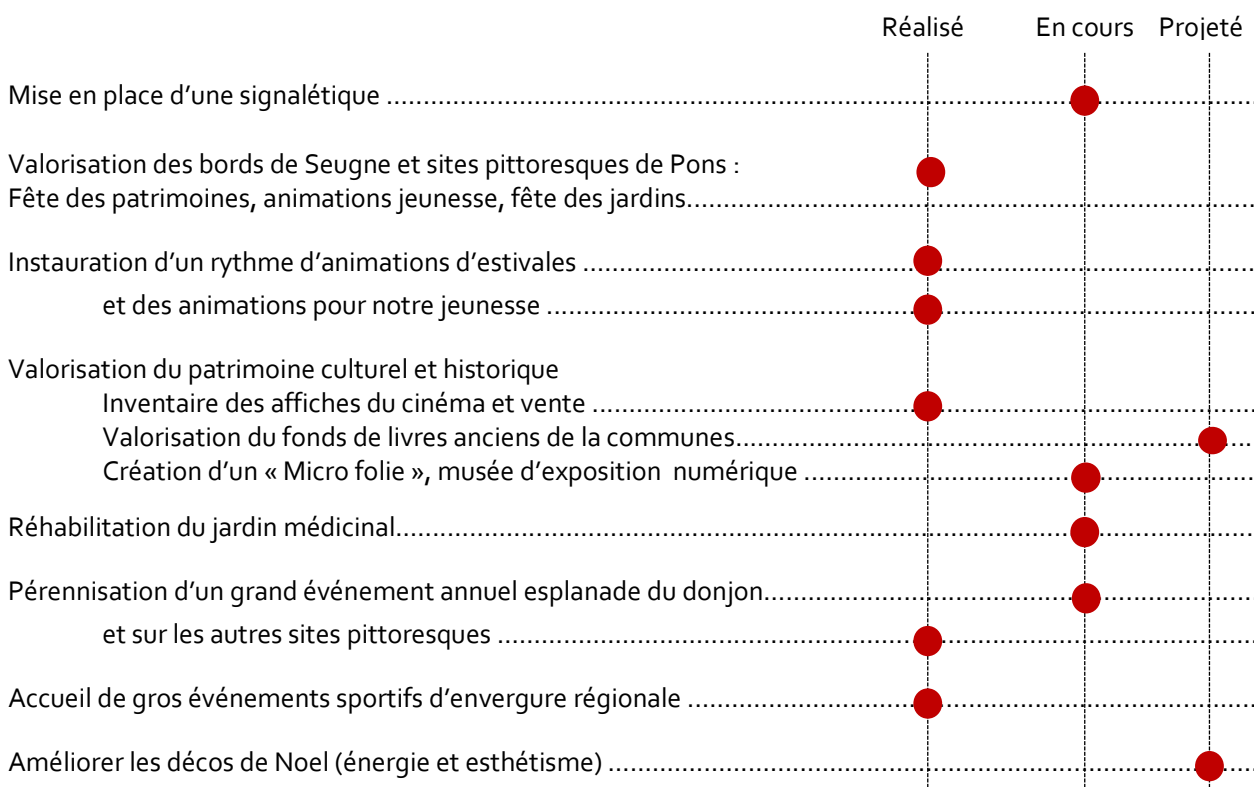 Réalisé En cours Projeté
Mise en place d'une signalétique
Valorisation des bords de Seugne et sites pittoresques de Pons :
Fête des patrimoines, animations jeunesse, fête des jardins
Instauration d'un rythme d'animations d'estivales
et des animations pour notre jeunesse
Valorisation du patrimoine culturel et historique
Inventaire des affiches du cinéma et vente
Valorisation du fonds de livres anciens de la communes
Création d'un « Micro folie », musée d'exposition numérique
Réhabilitation du jardin médicinal
Pérennisation d'un grand événement annuel esplanade du donjon
et sur les autres sites pittoresques
Accueil de gros événements sportifs d'envergure régionale
Améliorer les décos de Noel (énergie et esthétisme)